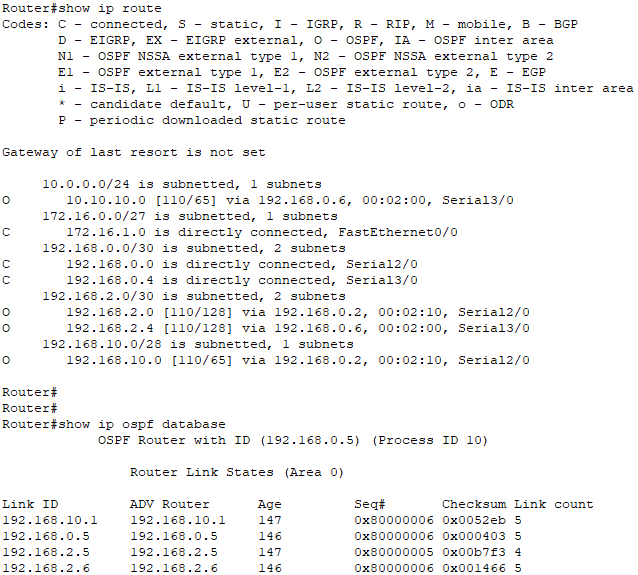 Router#show ip route
Codes: C - connected, S - static, I - IGRP, R - RIP, M - mobile, B - BGP
       D - EIGRP, EX - EIGRP external, O - OSPF, IA - OSPF inter area
       N1 - OSPF NSSA external type 1, N2 - OSPF NSSA external type 2
       E1 - OSPF external type 1, E2 - OSPF external type 2, E - EGP
       i - IS-IS, L1 - IS-IS level-1, L2 - IS-IS level-2, ia - IS-IS inter area
       * - candidate default, U - per-user static route, o - ODR
       P - periodic downloaded static route

Gateway of last resort is not set

     10.0.0.0/24 is subnetted, 1 subnets
O       10.10.10.0 [110/65] via 192.168.0.6, 00:02:00, Serial3/0
     172.16.0.0/27 is subnetted, 1 subnets
C       172.16.1.0 is directly connected, FastEthernet0/0
     192.168.0.0/30 is subnetted, 2 subnets
C       192.168.0.0 is directly connected, Serial2/0
C       192.168.0.4 is directly connected, Serial3/0
     192.168.2.0/30 is subnetted, 2 subnets
O       192.168.2.0 [110/128] via 192.168.0.2, 00:02:10, Serial2/0
O       192.168.2.4 [110/128] via 192.168.0.6, 00:02:00, Serial3/0
     192.168.10.0/28 is subnetted, 1 subnets
O       192.168.10.0 [110/65] via 192.168.0.2, 00:02:10, Serial2/0

Router#
Router#
Router#show ip ospf database
            OSPF Router with ID (192.168.0.5) (Process ID 10)

                Router Link States (Area 0)

Link ID         ADV Router      Age         Seq#       Checksum Link count
192.168.10.1    192.168.10.1    147         0x80000006 0x0052eb 5
192.168.0.5     192.168.0.5     146         0x80000006 0x000403 5
192.168.2.5     192.168.2.5     147         0x80000005 0x00b7f3 4
192.168.2.6     192.168.2.6     146         0x80000006 0x001466 5